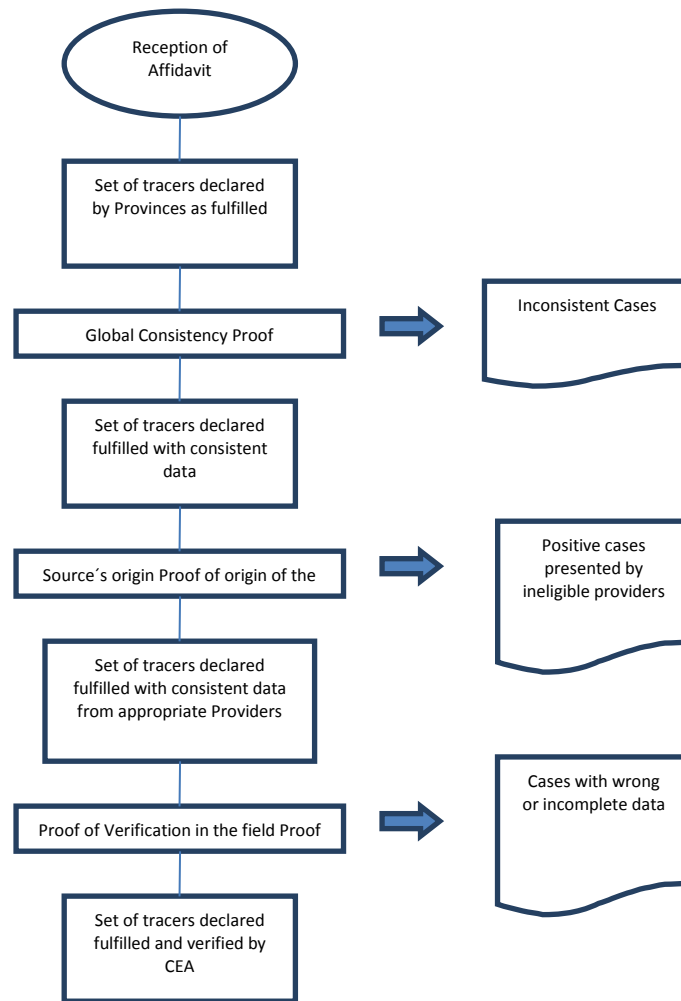 Reception of
Affidavit
Set of tracers declared
by Provinces as fulfilled
Global Consistency Proof
Inconsistent Cases
Set of tracers declared
fulfilled with consistent
data
Source´s origin Proof of origin of the
Positive cases
presented by
ineligible providers
Set of tracers declared
fulfilled with consistent data
from appropriate Providers
Proof of Verification in the field Proof
Cases with wrong
or incomplete data
Set of tracers declared
fulfilled and verified by
CEA